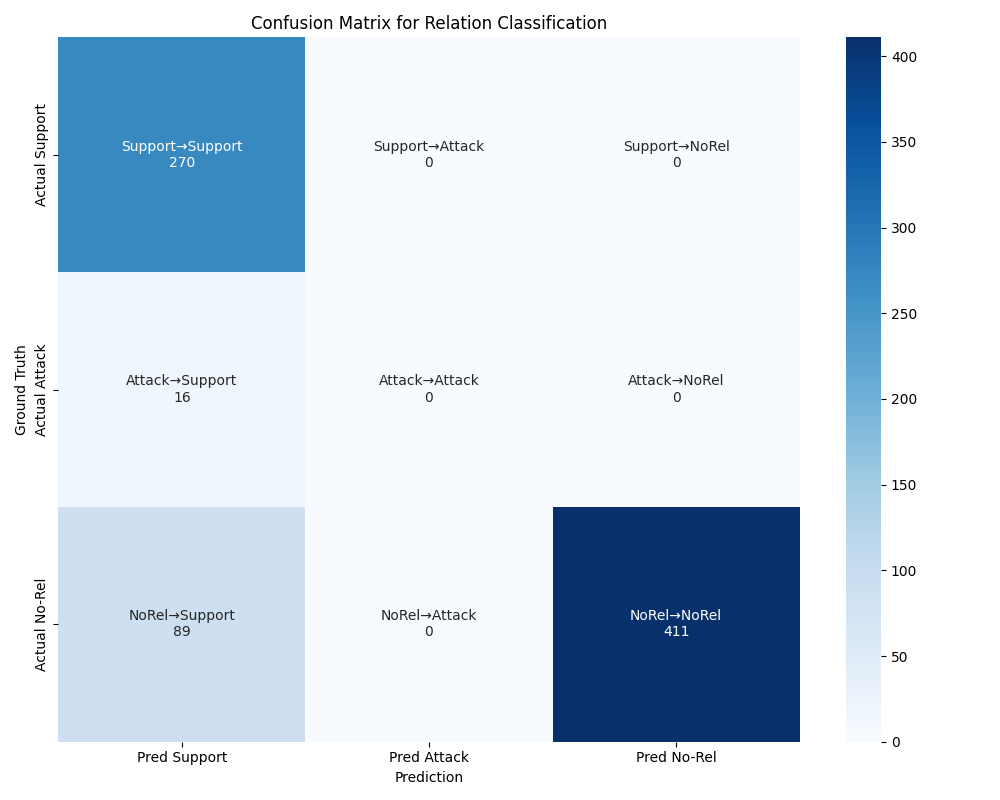 Confusion Matrix for Relation Classification
Ground Truth
Actual Support
Support→Support
270
Support→Attack
0
Support→NoRel
0
Actual Attack
Attack→Support
16
Attack→Attack
0
Attack→NoRel
0
Actual No-Rel
NoRel→Support
89
NoRel→Attack
0
NoRel→NoRel
411
Pred Support
Pred Attack
Pred No-Rel
Prediction
400
350
300
250
200
150
100
50
0